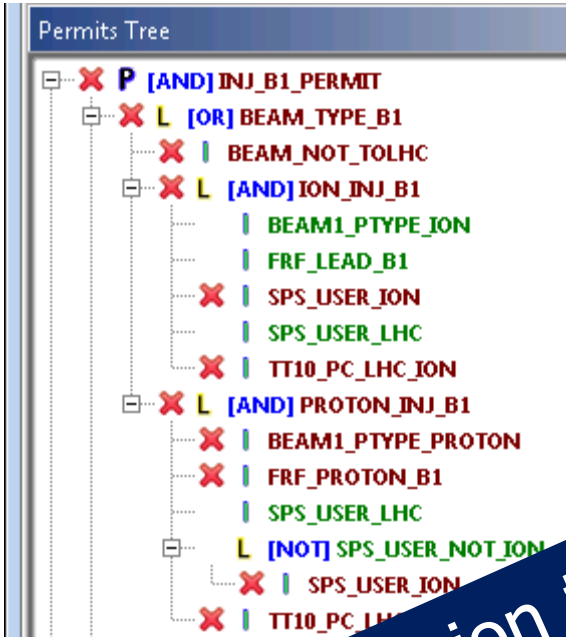 Permits Tree
P [AND] INJ_B1_PERMIT
L [OR] BEAM_TYPE_B1
BEAM_NOT_TOLHC
L [AND] ION_INJ_B1
BEAM1_PTYPE_ION
FRF_LEAD_B1
SPS_USER_ION
SPS_USER_LHC
TT10_PC_LHC_ION
L [AND] PROTON_INJ_B1
BEAM1_PTYPE_PROTON
FRF_PROTON_B1
SPS_USER_LHC
L [NOT] SPS_USER_NOT_ION
SPS_USER_ION